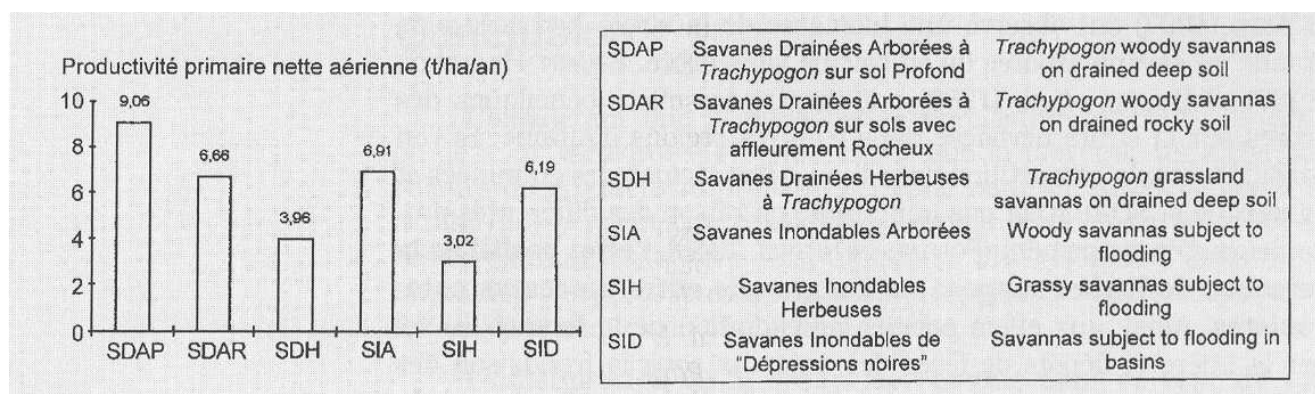 Productivité primaire nette aérienne (t/ha/an)
10
9,06
8
6,66
6,91
6,19
6
3,96
4
3,02
2
0
SDAP SDAR SDH SIA SIH SID
SDAP Savanes Drainées Arborées à Trachypogon woody savannas
Trachypogon sur sol Profond on drained deep soil
SDAR Savanes Drainées Arborées à Trachypogon woody savannas
Trachypogon sur sols avec on drained rocky soil
affleurement Rocheux
SDH Savanes Drainées Herbeuses Trachypogon grassland
à Trachypogon savannas on drained deep soil
SIA Savanes Inondables Arborées Woody savannas subject to
flooding
SIH Savanes Inondables Grassy savannas subject to
Herbeuses flooding
SID Savanes Inondables de Savannas subject to flooding in
"Dépressions noires" basins